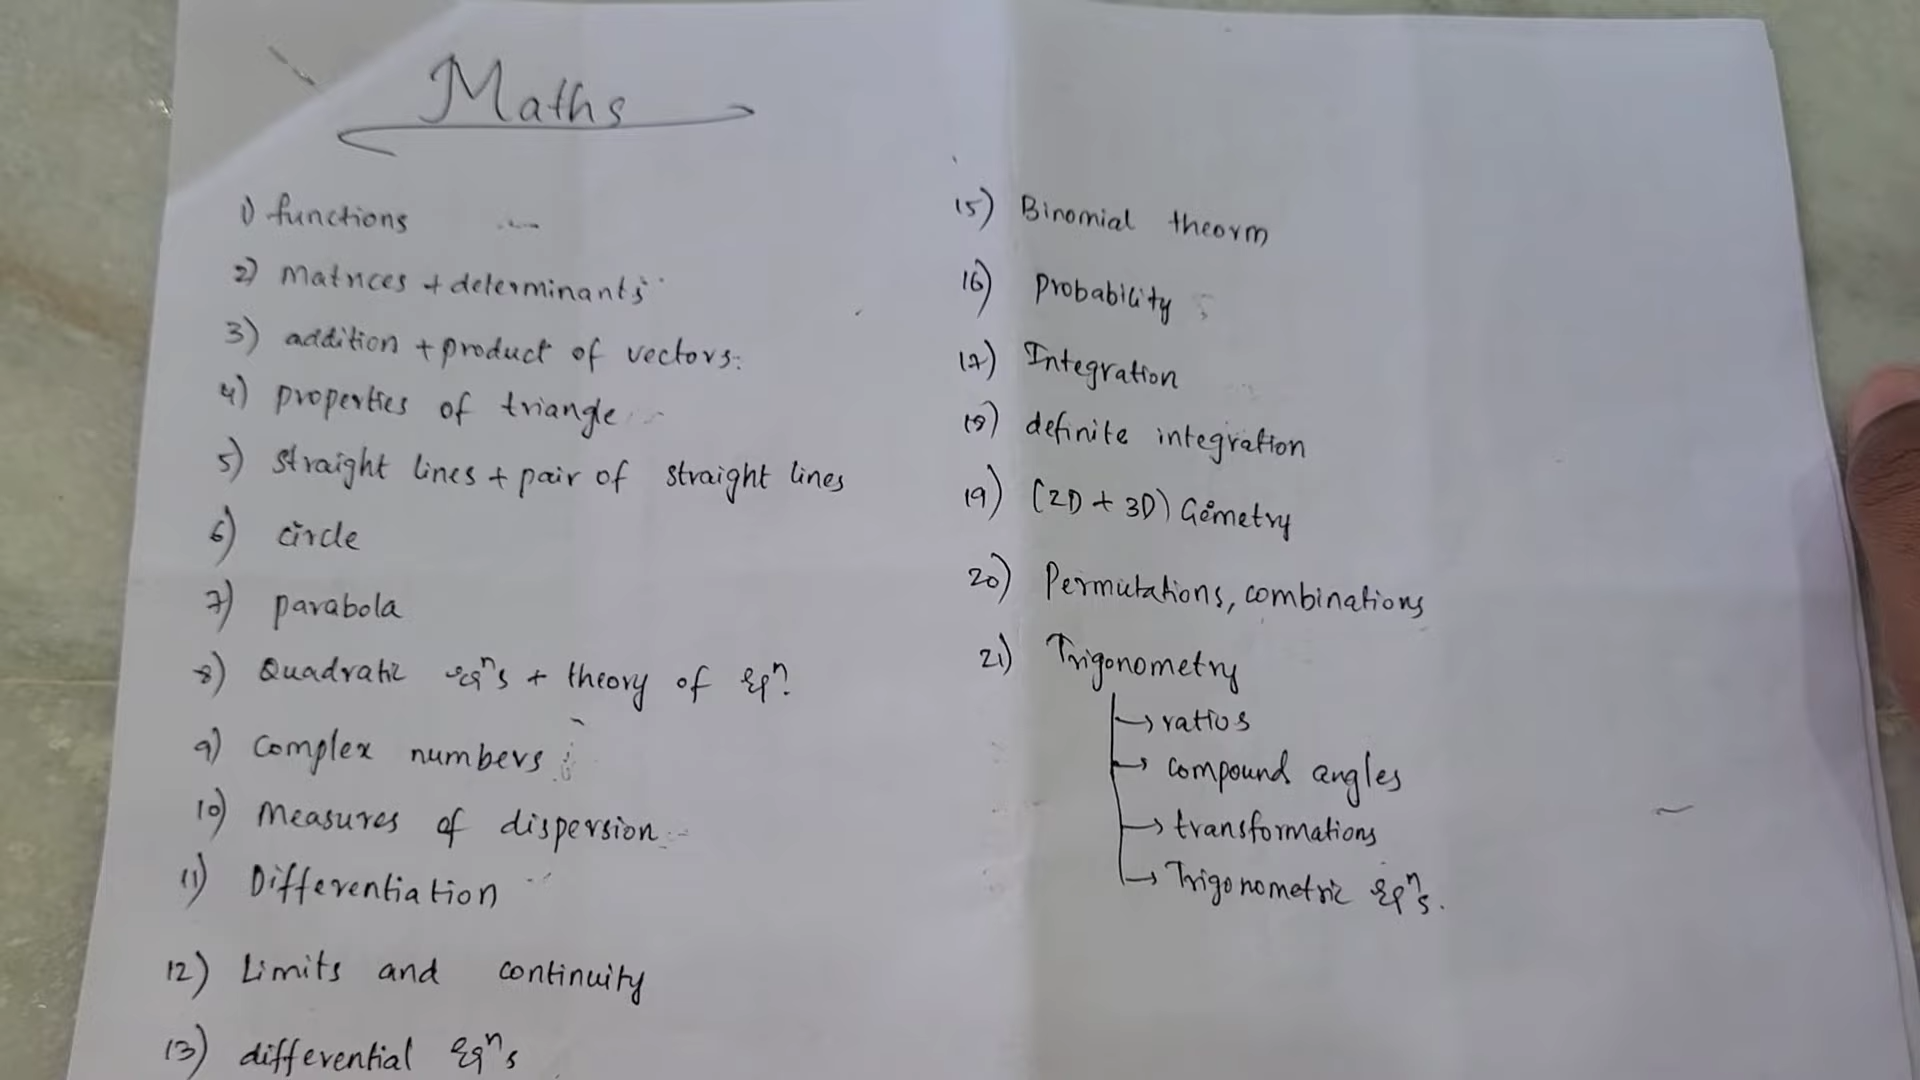 Maths
1) functions
2) Matrices + determinants
3) addition + product of vectors.
4) properties of triangle
5) straight lines + pair of straight lines
6) circle
7) parabola
8) Quadratic eqⁿs + theory of eqⁿ.
9) complex numbers
10) Measures of dispersion
11) Differentiation
12) Limits and continuity
13) differential Eqⁿs
15) Binomial theorm
16) Probability
17) Integration
18) definite integration
19) (2D + 3D) Geometry
20) Permutations, combinations
21) Trigonometry
→ ratios
→ compound angles
→ transformations
→ Trigonometric Eqⁿs.